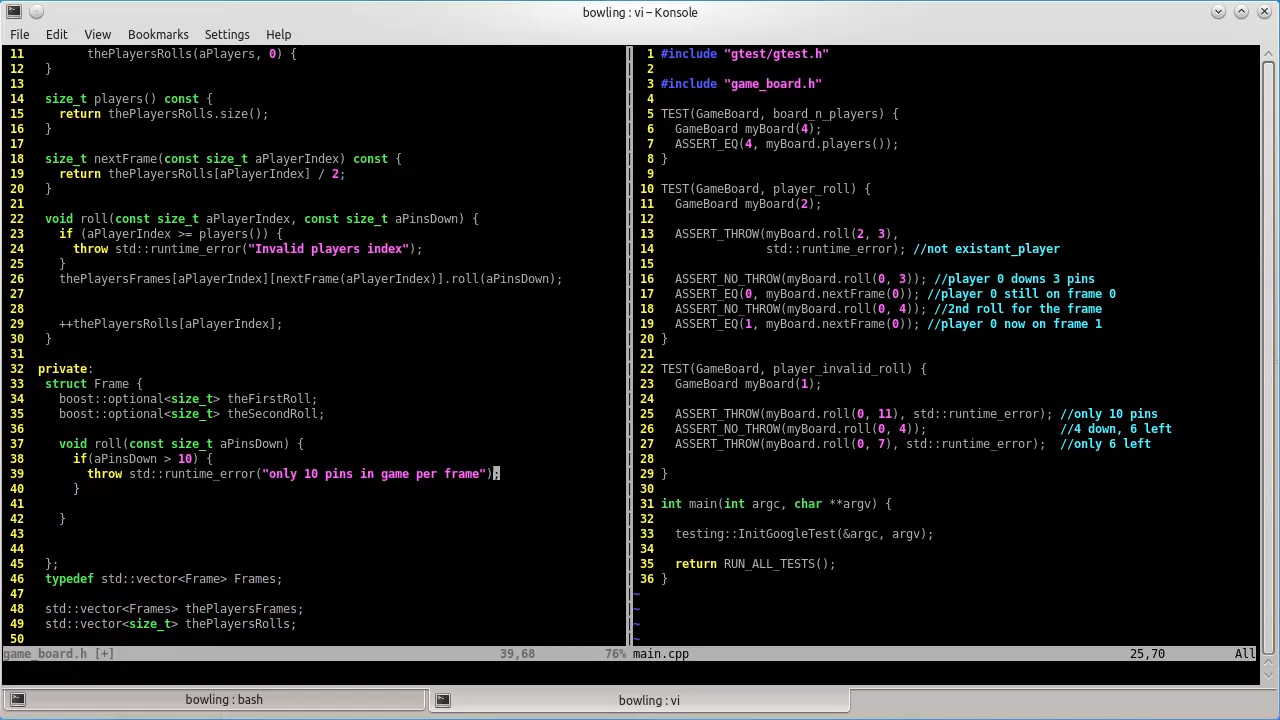 bowling : vi – Konsole
File Edit View Bookmarks Settings Help
11 thePlayersRolls(aPlayers, 0) {
12 }
13
14 size_t players() const {
15 return thePlayersRolls.size();
16 }
17
18 size_t nextFrame(const size_t aPlayerIndex) const {
19 return thePlayersRolls[aPlayerIndex] / 2;
20 }
21
22 void roll(const size_t aPlayerIndex, const size_t aPinsDown) {
23 if (aPlayerIndex >= players()) {
24 throw std::runtime_error("Invalid players index");
25 }
26 thePlayersFrames[aPlayerIndex][nextFrame(aPlayerIndex)].roll(aPinsDown);
27
28
29 ++thePlayersRolls[aPlayerIndex];
30 }
31
32 private:
33 struct Frame {
34 boost::optional<size_t> theFirstRoll;
35 boost::optional<size_t> theSecondRoll;
36
37 void roll(const size_t aPinsDown) {
38 if(aPinsDown > 10) {
39 throw std::runtime_error("only 10 pins in game per frame");
40 }
41
42 }
43
44
45 };
46 typedef std::vector<Frame> Frames;
47
48 std::vector<Frames> thePlayersFrames;
49 std::vector<size_t> thePlayersRolls;
50
game_board.h [+] 39,68 76%
1 #include "gtest/gtest.h"
2
3 #include "game_board.h"
4
5 TEST(GameBoard, board_n_players) {
6 GameBoard myBoard(4);
7 ASSERT_EQ(4, myBoard.players());
8 }
9
10 TEST(GameBoard, player_roll) {
11 GameBoard myBoard(2);
12
13 ASSERT_THROW(myBoard.roll(2, 3),
14 std::runtime_error); //not existant_player
15
16 ASSERT_NO_THROW(myBoard.roll(0, 3)); //player 0 downs 3 pins
17 ASSERT_EQ(0, myBoard.nextFrame(0)); //player 0 still on frame 0
18 ASSERT_NO_THROW(myBoard.roll(0, 4)); //2nd roll for the frame
19 ASSERT_EQ(1, myBoard.nextFrame(0)); //player 0 now on frame 1
20 }
21
22 TEST(GameBoard, player_invalid_roll) {
23 GameBoard myBoard(1);
24
25 ASSERT_THROW(myBoard.roll(0, 11), std::runtime_error); //only 10 pins
26 ASSERT_NO_THROW(myBoard.roll(0, 4)); //4 down, 6 left
27 ASSERT_THROW(myBoard.roll(0, 7), std::runtime_error); //only 6 left
28
29 }
30
31 int main(int argc, char **argv) {
32
33 testing::InitGoogleTest(&argc, argv);
34
35 return RUN_ALL_TESTS();
36 }
~
~
~
~
main.cpp 25,70 All
bowling : bash
bowling : vi